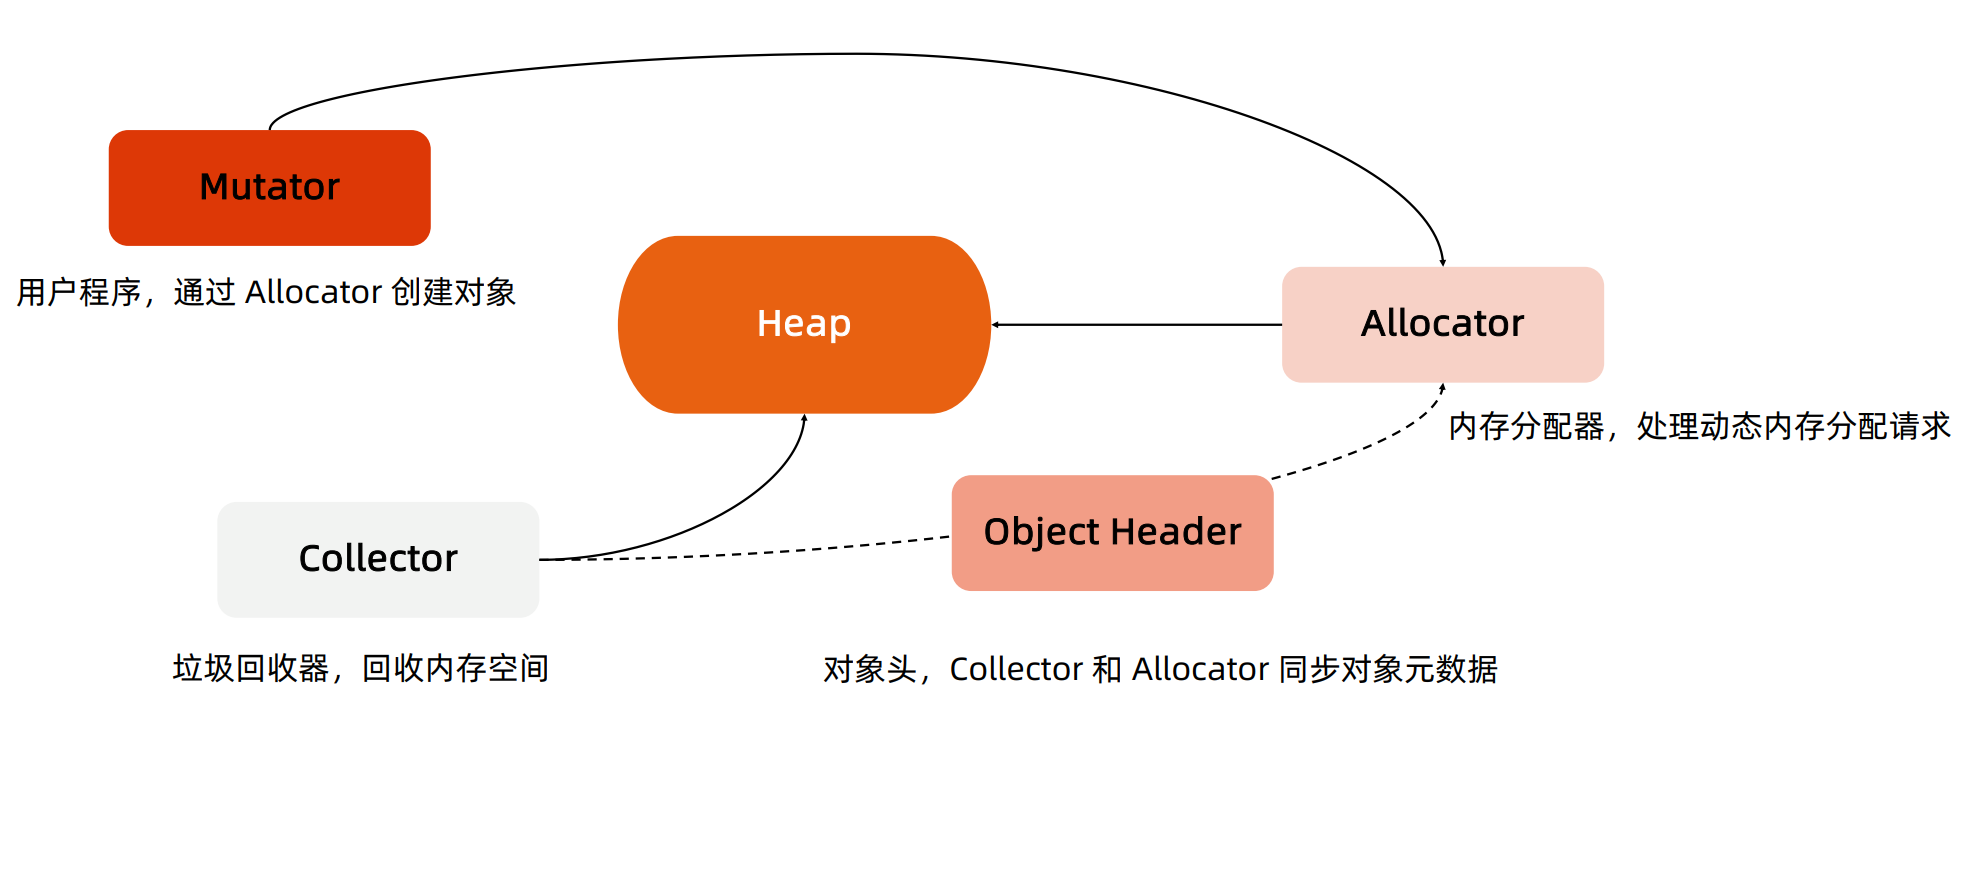 Mutator
用户程序，通过 Allocator 创建对象
Heap
Allocator
内存分配器，处理动态内存分配请求
Object Header
Collector
垃圾回收器，回收内存空间
对象头，Collector 和 Allocator 同步对象元数据